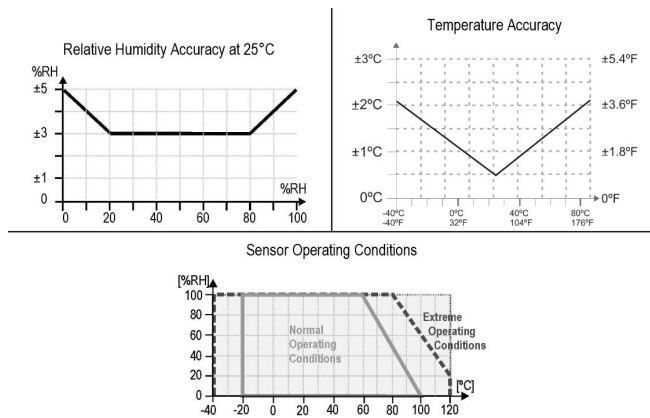 Relative Humidity Accuracy at 25°C
%RH
±5
±3
±1
0
0 20 40 60 80 100
%RH
Temperature Accuracy
±3ºC ±5.4ºF
±2ºC ±3.6ºF
±1ºC ±1.8ºF
0ºC 0ºF
-40ºC 0ºC 40ºC 80ºC
-40ºF 32ºF 104ºF 176ºF
Sensor Operating Conditions
[%RH]
100
80
60
40
20
0
Normal
Operating
Conditions
Extreme
Operating
Conditions
[ºC]
-40 -20 0 20 40 60 80 100 120